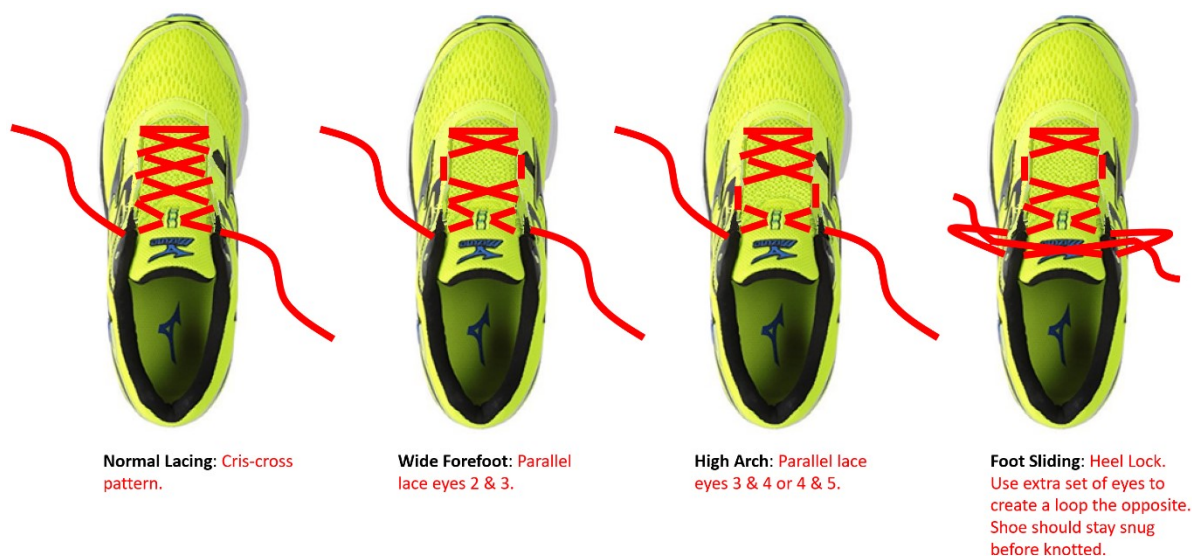 Normal Lacing: Cris-cross
pattern.
Wide Forefoot: Parallel
lace eyes 2 & 3.
High Arch: Parallel lace
eyes 3 & 4 or 4 & 5.
Foot Sliding: Heel Lock.
Use extra set of eyes to
create a loop the opposite.
Shoe should stay snug
before knotted.